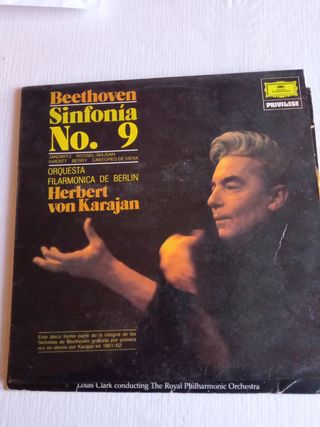 Beethoven
Sinfonía
No. 9
JANOWITZ ROSSEL-MAJDAN
KMENTT BERRY CANTORES DE VIENA
ORQUESTA
FILARMONICA DE BERLIN
Herbert
von Karajan
PRIVILEGE
Este disco forma parte de la integral de las
Sinfonías de Beethoven grabada por primera
vez en stereo por Karajan en 1961/62
Louis Clark conducting The Royal Philharmonic Orchestra